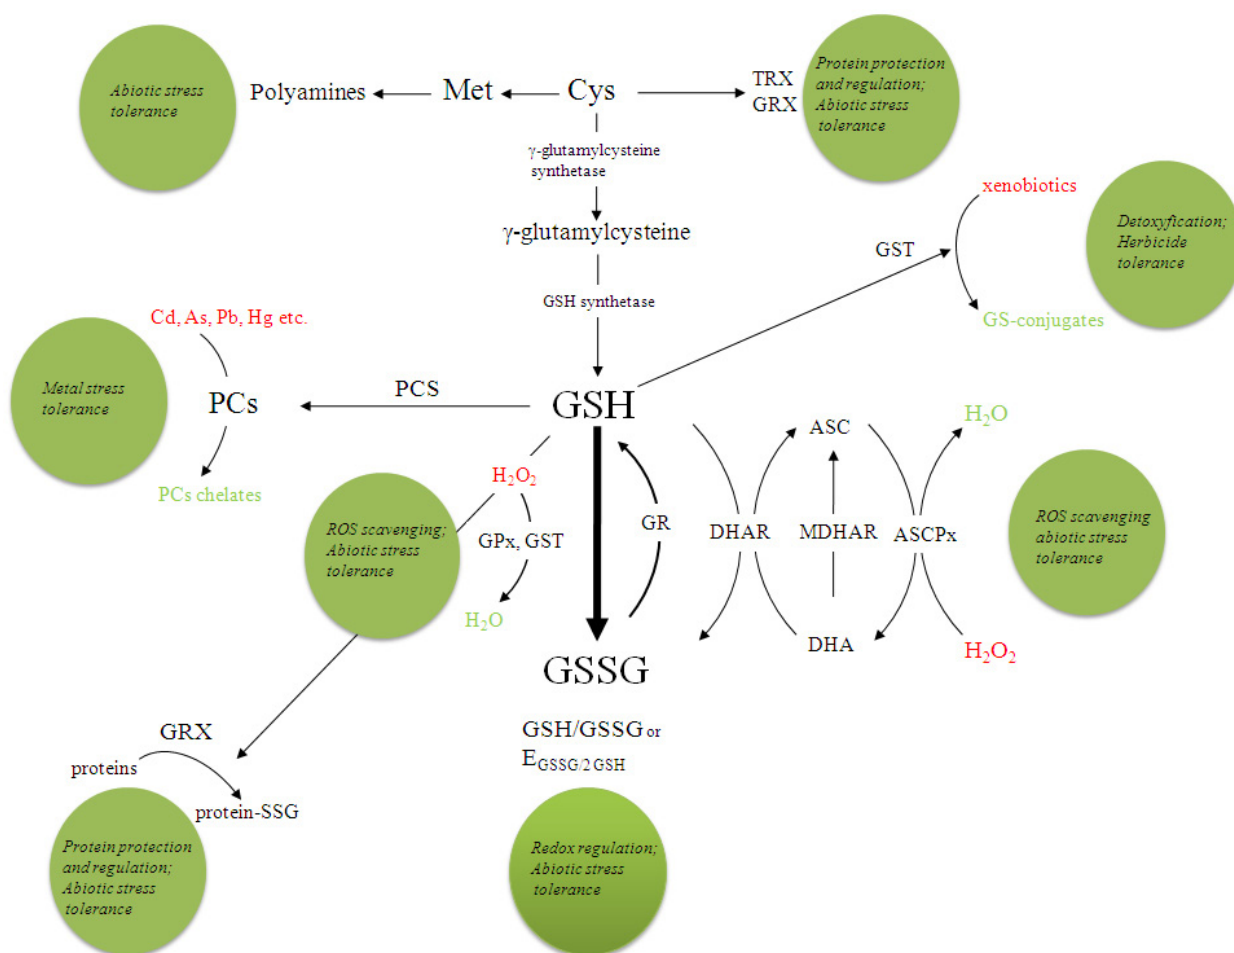 Abiotic stress
tolerance
Polyamines
Met
Cys
TRX
GRX
Protein protection
and regulation;
Abiotic stress
tolerance
γ-glutamylcysteine
synthetase
γ-glutamylcysteine
GSH synthetase
xenobiotics
GST
GS-conjugates
Detoxyfication;
Herbicide
tolerance
Cd, As, Pb, Hg etc.
Metal stress
tolerance
PCs
PCS
PCs chelates
GSH
H₂O₂
GPx, GST
H₂O
ROS scavenging;
Abiotic stress
tolerance
GR
DHAR
ASC
MDHAR
DHA
ASCPx
H₂O
H₂O₂
ROS scavenging
abiotic stress
tolerance
GSSG
GSH/GSSG or
E GSSG/2 GSH
GRX
proteins
protein-SSG
Protein protection
and regulation;
Abiotic stress
tolerance
Redox regulation;
Abiotic stress
tolerance